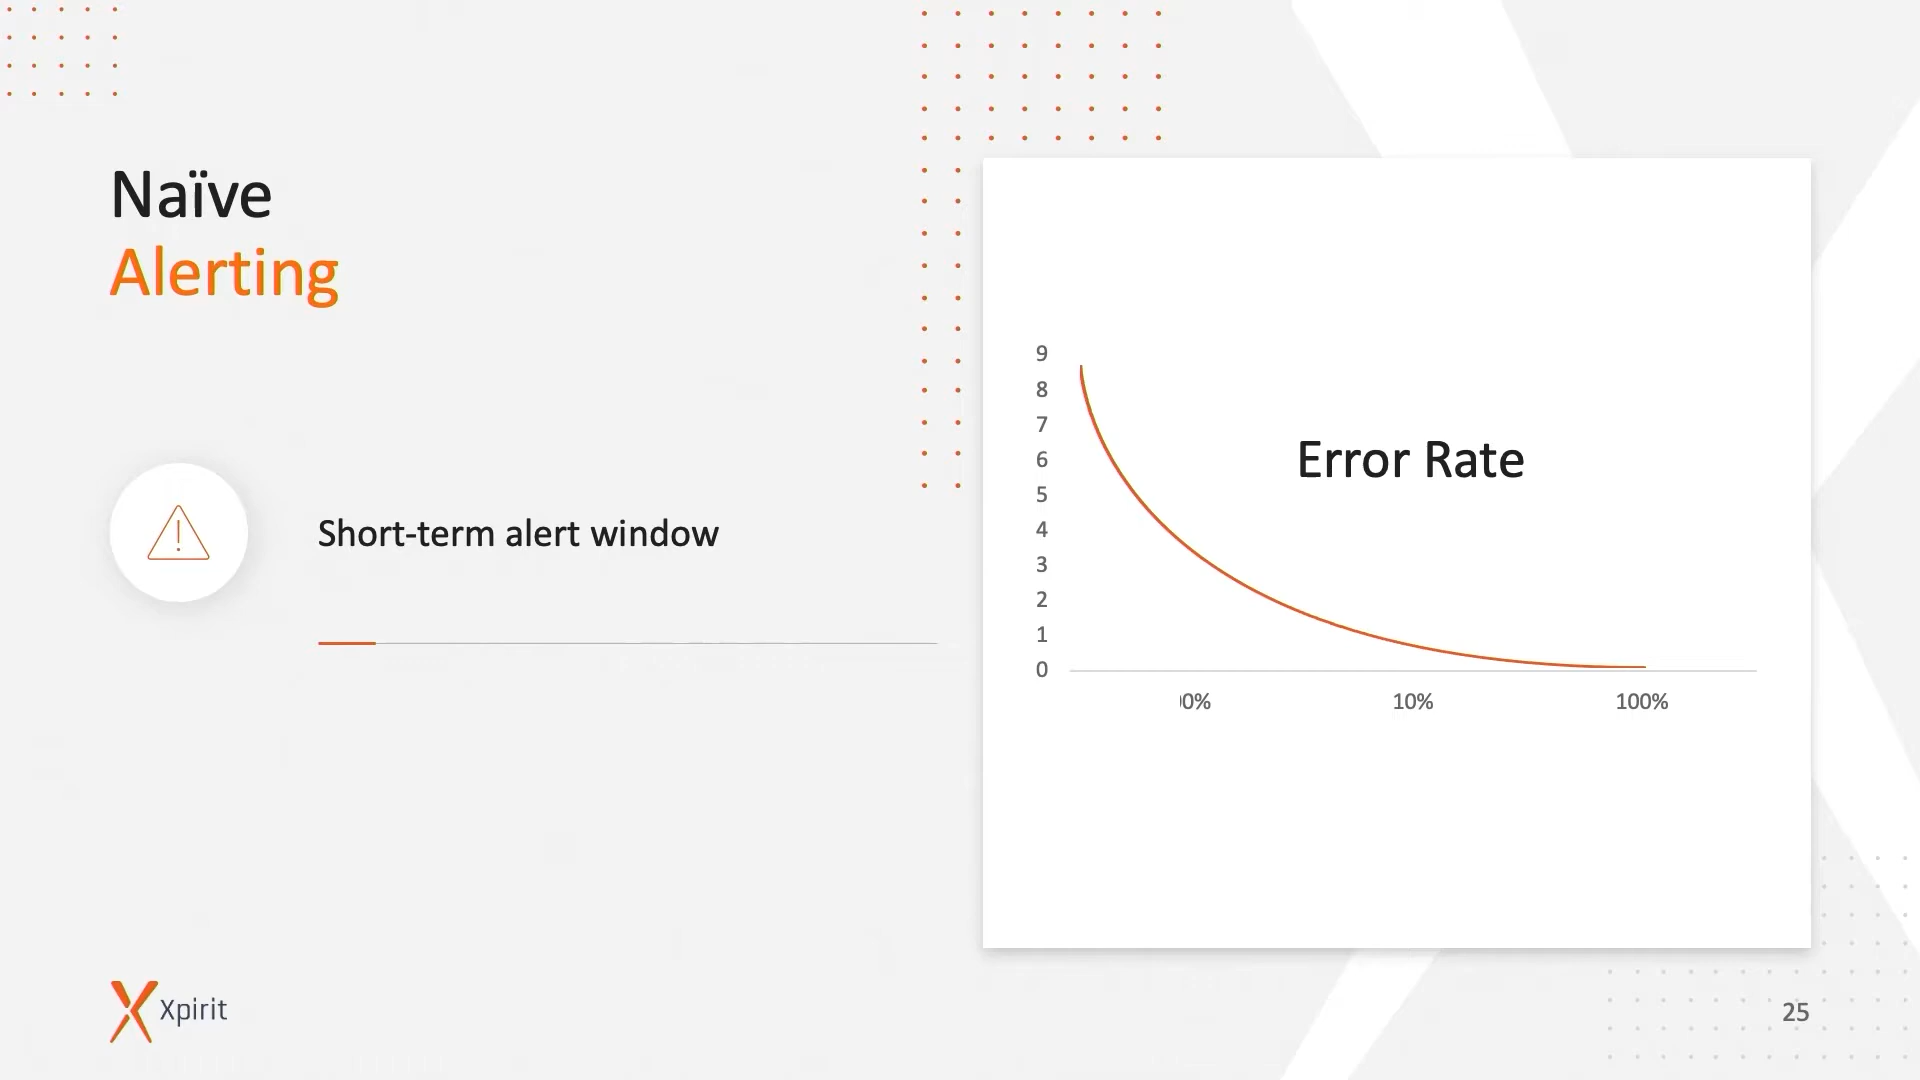 Naïve
Alerting
Short-term alert window
Error Rate
9
8
7
6
5
4
3
2
1
0
00% 10% 100%
Xpirit
25